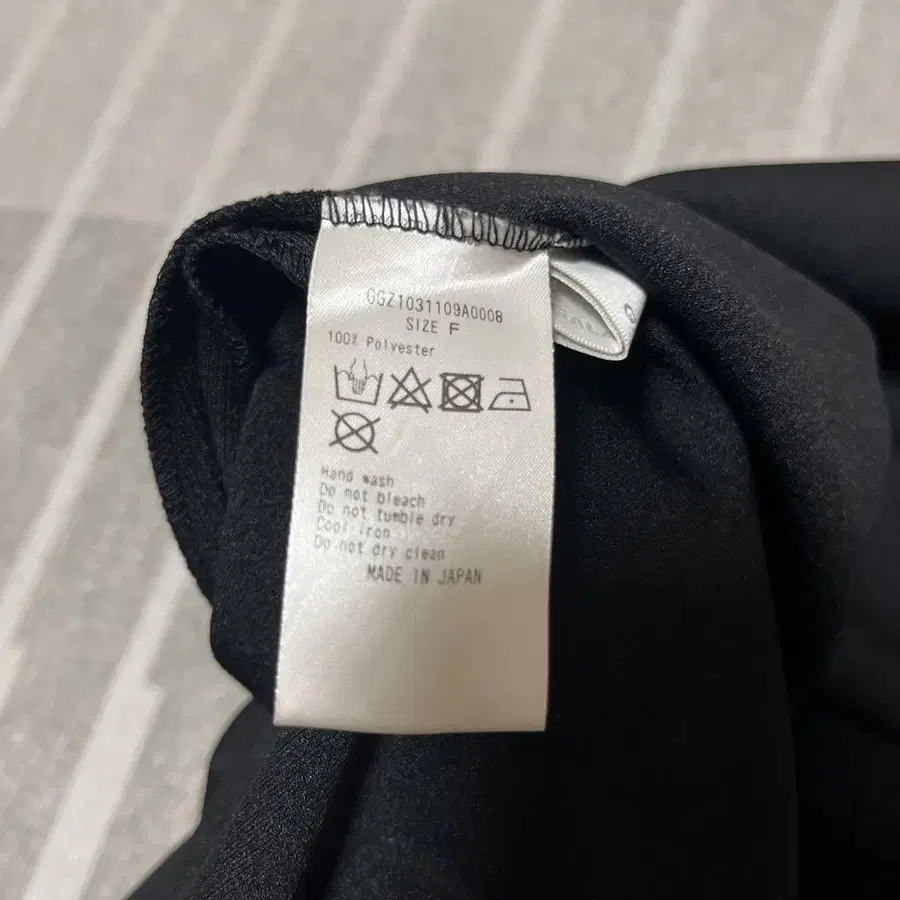 GGZ1031109A0008
SIZE F
100% Polyester
Hand wash
Do not bleach
Do not tumble dry
Cool iron
Do not dry clean
MADE IN JAPAN